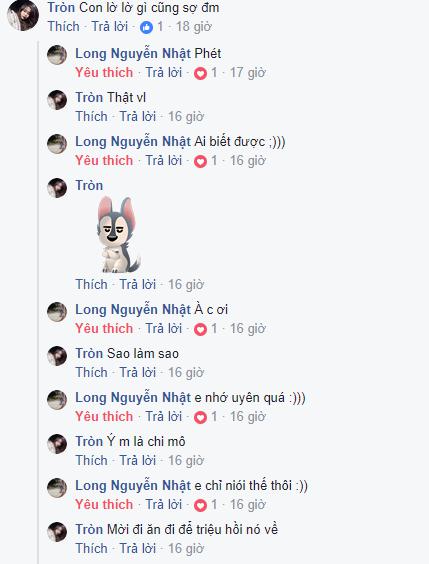 Tròn Con lờ lờ gì cũng sợ đm
Thích · Trả lời · 1 · 18 giờ
Long Nguyễn Nhật Phét
Yêu thích · Trả lời · 1 · 17 giờ
Tròn Thật vl
Thích · Trả lời · 16 giờ
Long Nguyễn Nhật Ai biết được ;)))
Yêu thích · Trả lời · 1 · 16 giờ
Tròn
Thích · Trả lời · 16 giờ
Long Nguyễn Nhật À c ơi
Yêu thích · Trả lời · 1 · 16 giờ
Tròn Sao làm sao
Thích · Trả lời · 16 giờ
Long Nguyễn Nhật e nhớ uyên quá :)))
Yêu thích · Trả lời · 1 · 16 giờ
Tròn Ý m là chi mô
Thích · Trả lời · 16 giờ
Long Nguyễn Nhật e chỉ nióỉ thế thôi :))
Yêu thích · Trả lời · 1 · 16 giờ
Tròn Mời đi ăn đi để triệu hồi nó về
Thích · Trả lời · 16 giờ